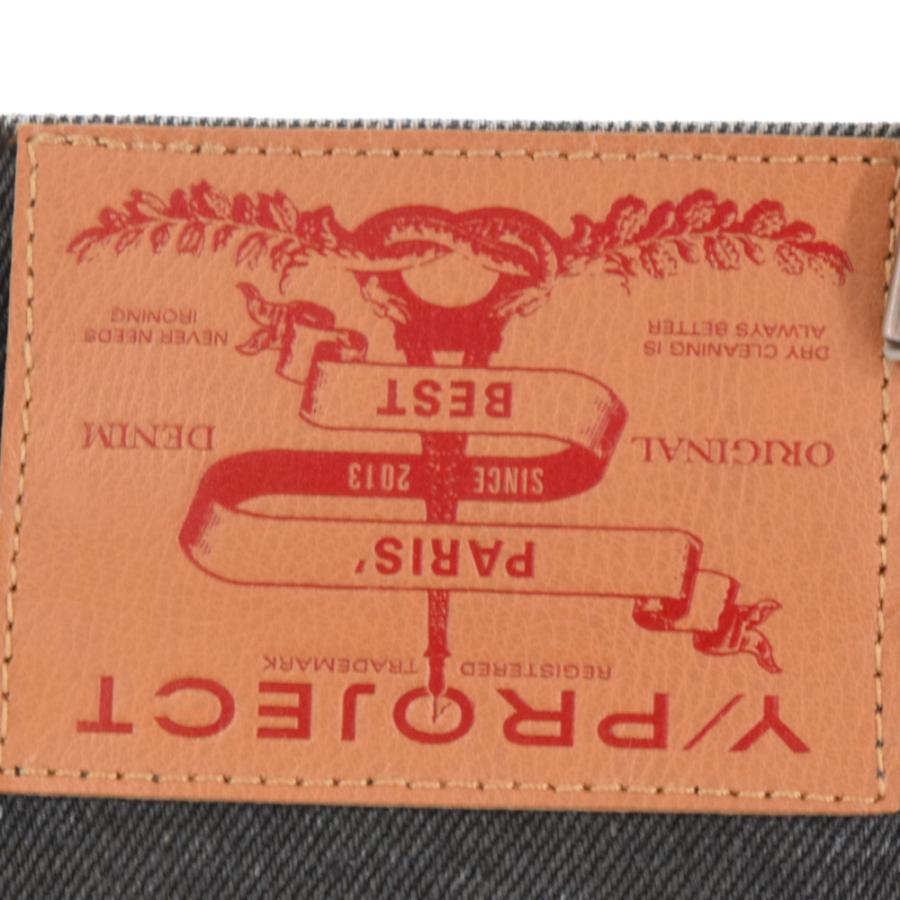 Y/PROJECT
REGISTERED TRADEMARK
PARIS'
SINCE 2013
ORIGINAL DENIM
BEST
DRY CLEANING IS
ALWAYS BETTER
NEVER NEEDS
IRONING